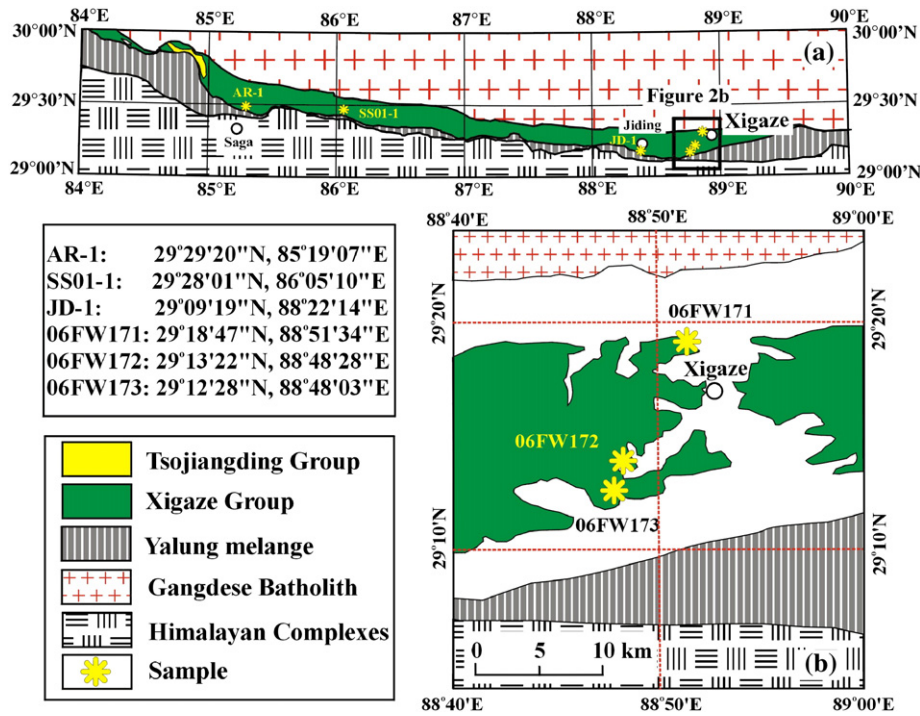 84°E 85°E 86°E 87°E 88°E 89°E 90°E
30°00'N 30°00'N
(a)
AR-1
29°30'N 29°30'N
SS01-1
Figure 2b
Saga
Jiding
Xigaze
JD-1
29°00'N 29°00'N
84°E 85°E 86°E 87°E 88°E 89°E 90°E
AR-1: 29°29'20"N, 85°19'07"E
SS01-1: 29°28'01"N, 86°05'10"E
JD-1: 29°09'19"N, 88°22'14"E
06FW171: 29°18'47"N, 88°51'34"E
06FW172: 29°13'22"N, 88°48'28"E
06FW173: 29°12'28"N, 88°48'03"E
Tsojiangding Group
Xigaze Group
Yalung melange
Gangdese Batholith
Himalayan Complexes
Sample
88°40'E 88°50'E 89°00'E
06FW171
29°20'N 29°20'N
Xigaze
06FW172
06FW173
29°10'N 29°10'N
0 5 10 km
(b)
88°40'E 88°50'E 89°00'E